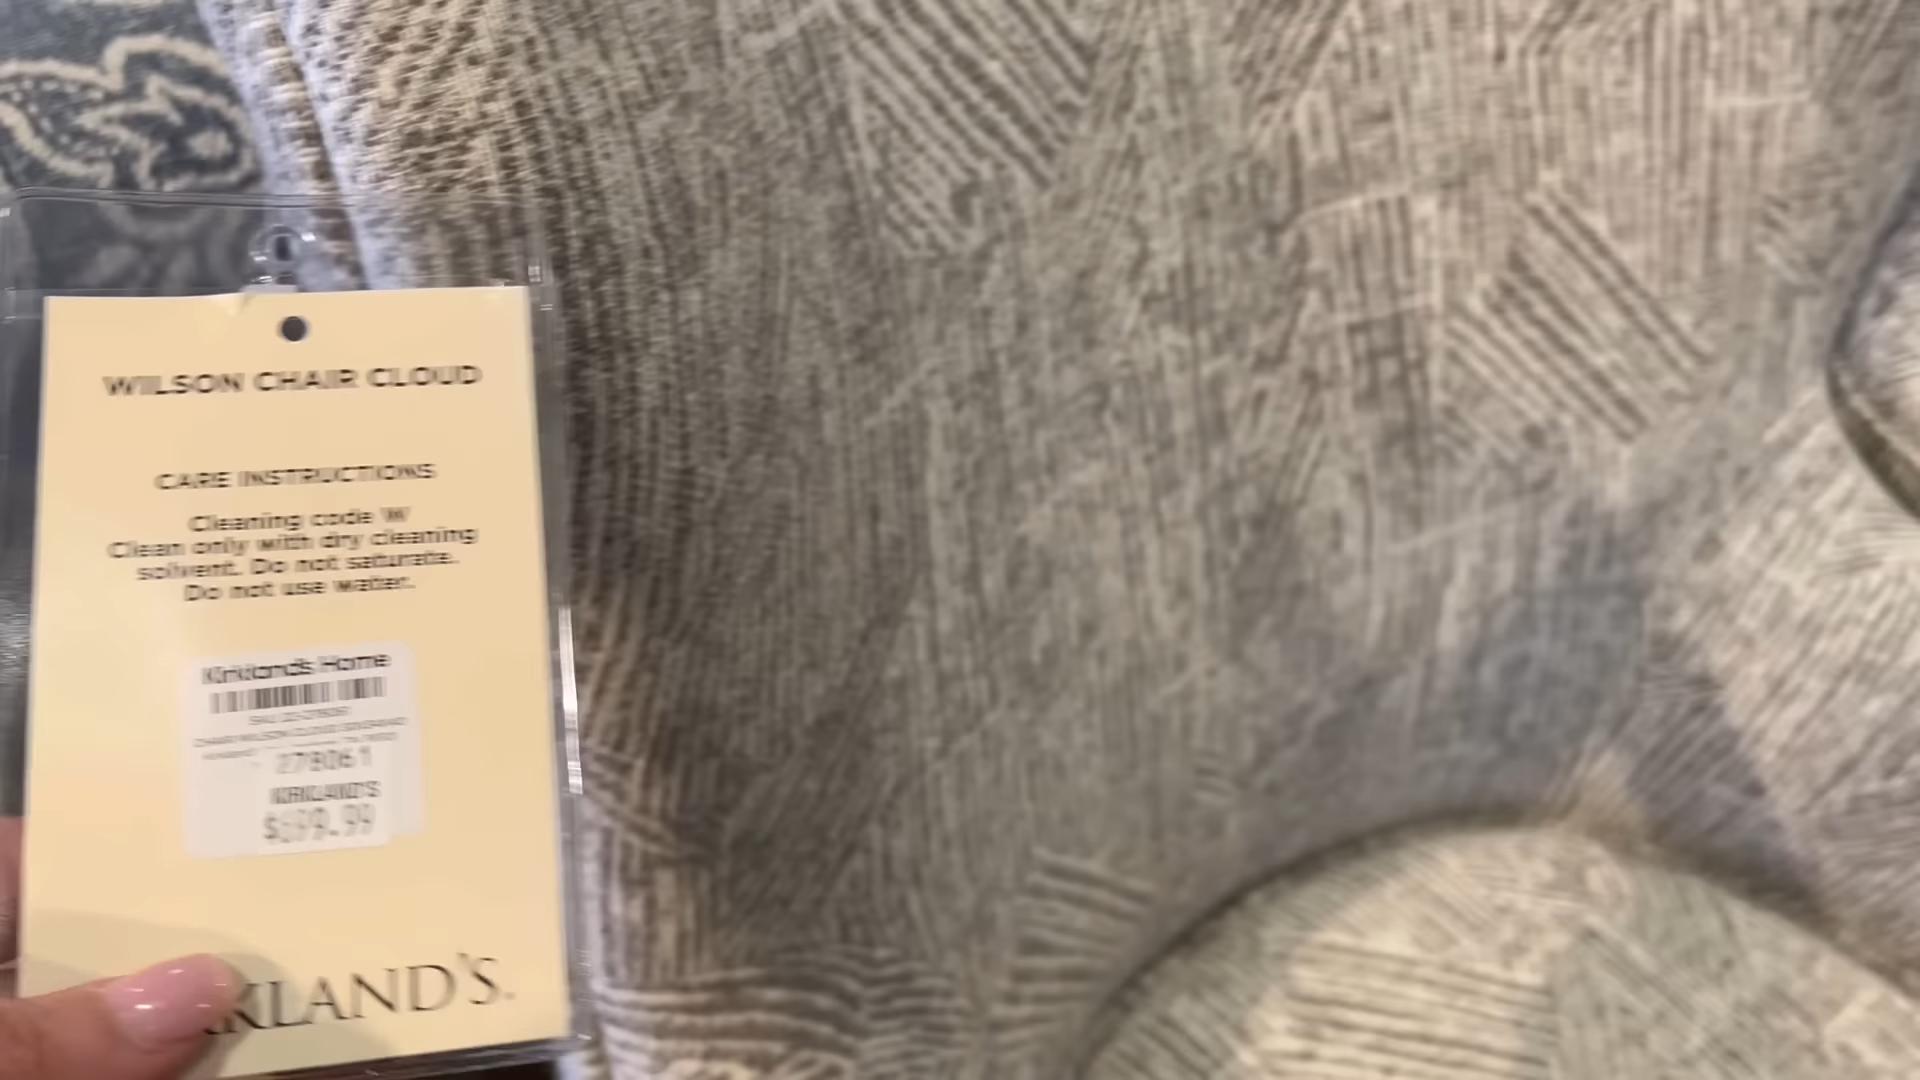 WILSON CHAIR CLOUD
CARE INSTRUCTIONS
Cleaning code W
Clean only with dry cleaning
solvent. Do not saturate.
Do not use water.
Kirkland's Home
278061
KIRKLAND'S
KLAND'S.